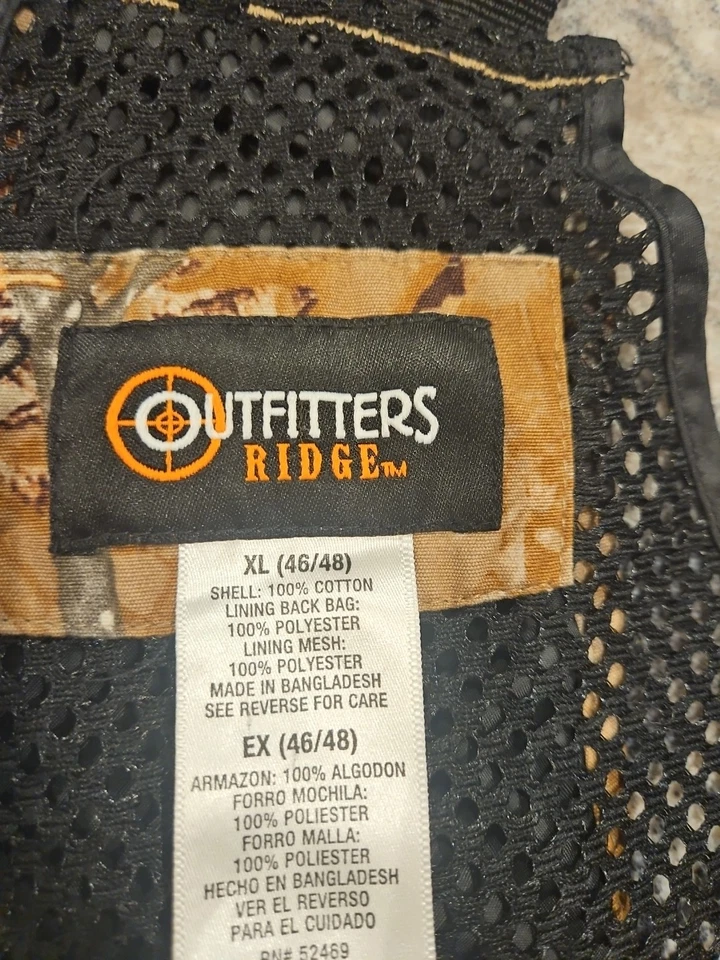 OUTFITTERS
RIDGE™
XL (46/48)
SHELL: 100% COTTON
LINING BACK BAG:
100% POLYESTER
LINING MESH:
100% POLYESTER
MADE IN BANGLADESH
SEE REVERSE FOR CARE
EX (46/48)
ARMAZON: 100% ALGODON
FORRO MOCHILA:
100% POLIESTER
FORRO MALLA:
100% POLIESTER
HECHO EN BANGLADESH
VER EL REVERSO
PARA EL CUIDADO
RN# 52469